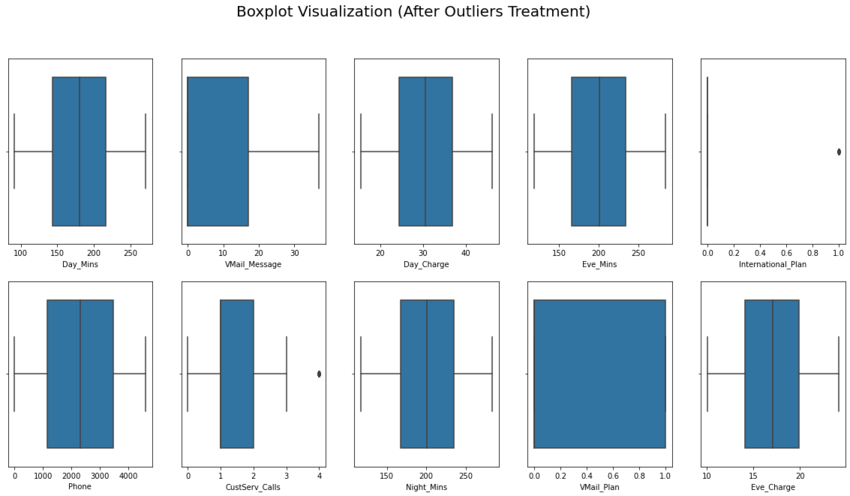 Boxplot Visualization (After Outliers Treatment)
100 150 200 250
Day_Mins
0 10 20 30
VMail_Message
20 30 40
Day_Charge
150 200 250
Eve_Mins
0.0 0.2 0.4 0.6 0.8 1.0
International_Plan
0 1000 2000 3000 4000
Phone
0 1 2 3 4
CustServ_Calls
150 200 250
Night_Mins
0.0 0.2 0.4 0.6 0.8 1.0
VMail_Plan
10 15 20
Eve_Charge